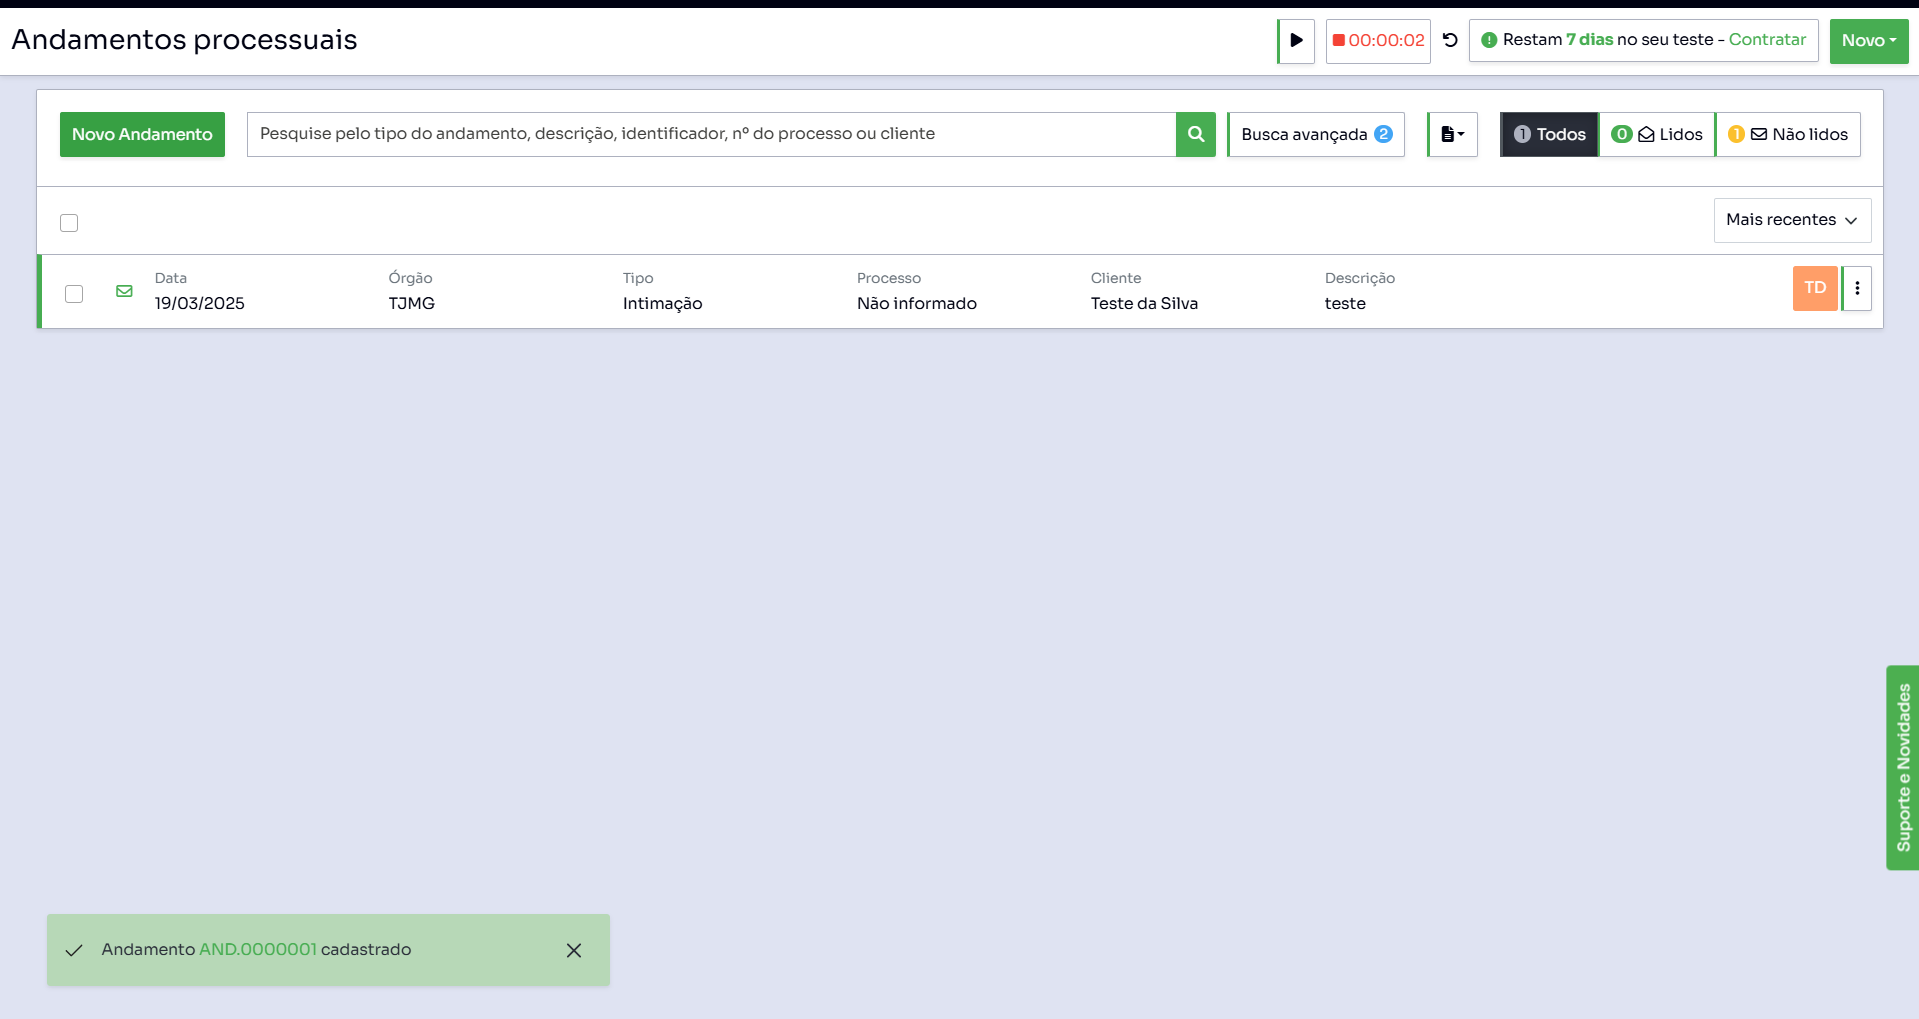 Andamentos processuais
00:00:02
Restam 7 dias no seu teste - Contratar
Novo
Novo Andamento
Pesquise pelo tipo do andamento, descrição, identificador, nº do processo ou cliente
Busca avançada 2
1 Todos
0 Lidos
1 Não lidos
Mais recentes
Data
19/03/2025
Órgão
TJMG
Tipo
Intimação
Processo
Não informado
Cliente
Teste da Silva
Descrição
teste
TD
Suporte e Novidades
Andamento AND.0000001 cadastrado